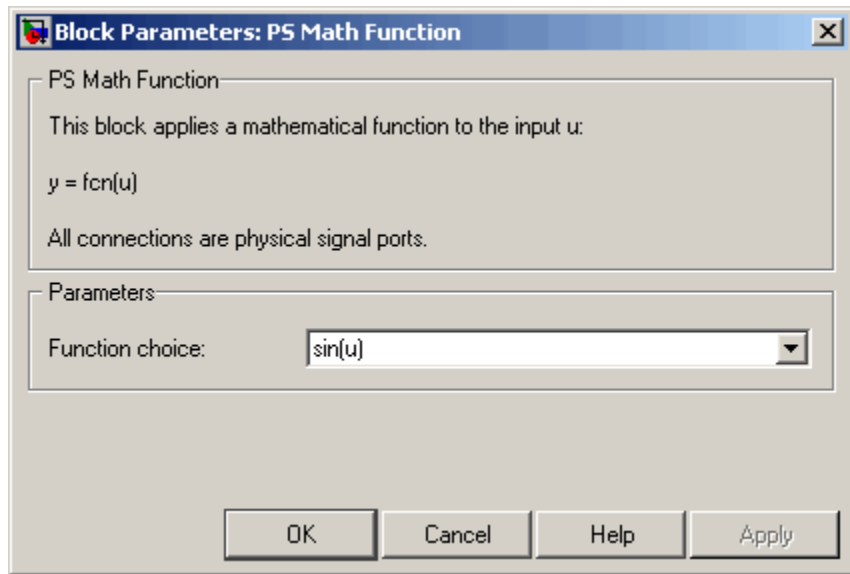 Block Parameters: PS Math Function
PS Math Function
This block applies a mathematical function to the input u:
y = fcn(u)
All connections are physical signal ports.
Parameters
Function choice: sin(u)
OK Cancel Help Apply